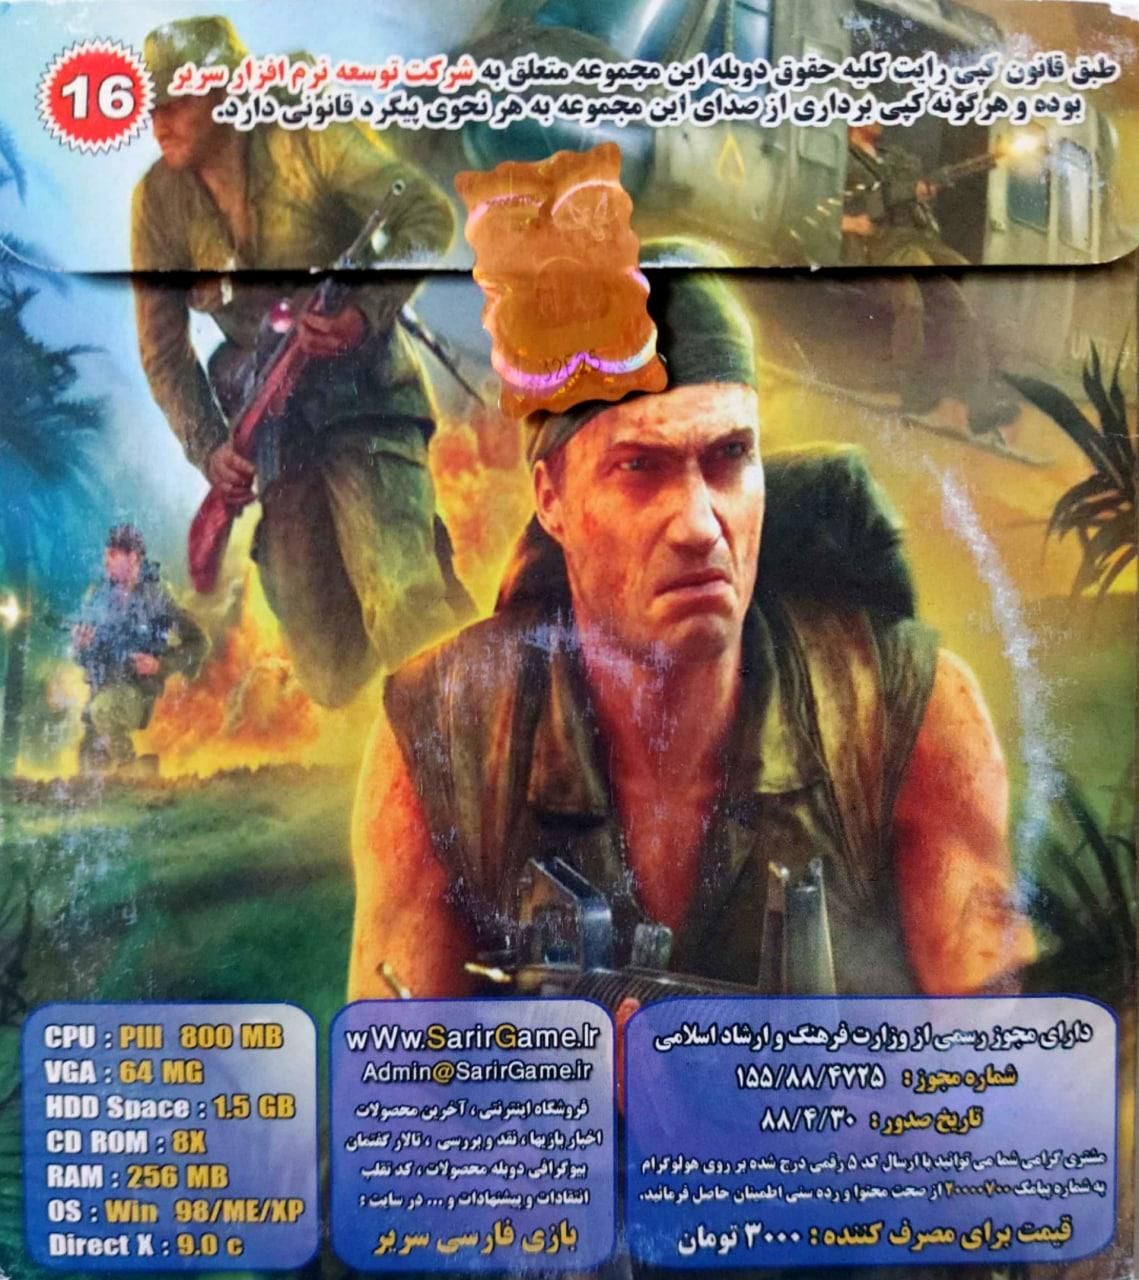 طبق قانون کپی رایت کلیه حقوق دوبله این مجموعه متعلق به شرکت توسعه نرم افزار سریر
بوده و هرگونه کپی برداری از صدای این مجموعه به هر نحوی پیگرد قانونی دارد.
16
CPU : PIII 800 MB
VGA : 64 MG
HDD Space : 1.5 GB
CD ROM : 8X
RAM : 256 MB
OS : Win 98/ME/XP
Direct X : 9.0 c
wWw.SarirGame.Ir
Admin@SarirGame.ir
فروشگاه اینترنتی ، آخرین محصولات
اخبار بازیها ، نقد و بررسی ، تالار گفتمان
بیوگرافی دوبله محصولات ، کد تقلب
انتقادات و پیشنهادات و ... در سایت :
بازی فارسی سریر
دارای مجوز رسمی از وزارت فرهنگ و ارشاد اسلامی
شماره مجوز : ۱۵۵/۸۸/۴۷۲۵
تاریخ صدور : ۸۸/۴/۳۰
مشتری گرامی شما می توانید با ارسال کد ۵ رقمی درج شده بر روی هولوگرام
به شماره پیامک ۲۰۰۰۰۷۰۰ از صحت محتوا و رده سنی اطمینان حاصل فرمائید.
قیمت برای مصرف کننده : ۳۰۰۰ تومان